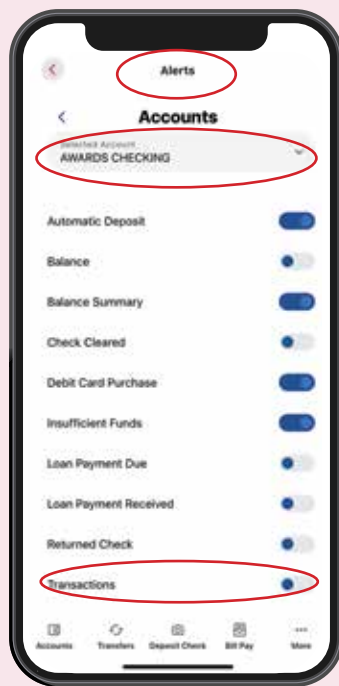 Alerts
Accounts
Selected Account
AWARDS CHECKING
Automatic Deposit
Balance
Balance Summary
Check Cleared
Debit Card Purchase
Insufficient Funds
Loan Payment Due
Loan Payment Received
Returned Check
Transactions
Accounts Transfers Deposit Check Bill Pay More